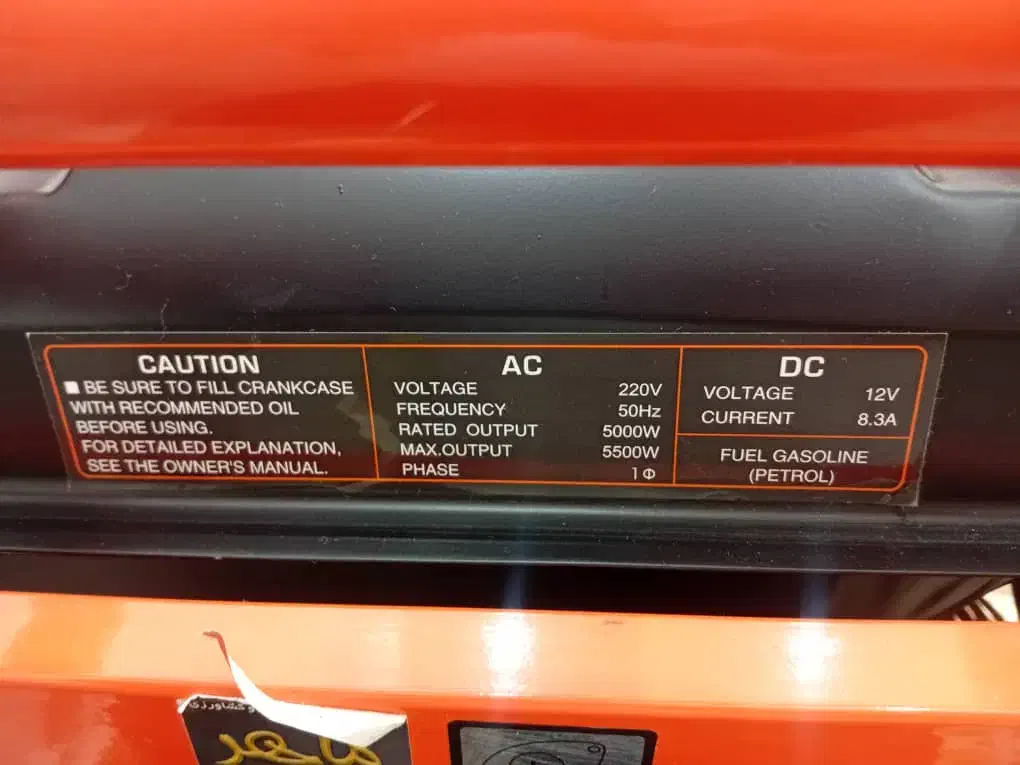 CAUTION
■ BE SURE TO FILL CRANKCASE
WITH RECOMMENDED OIL
BEFORE USING.
FOR DETAILED EXPLANATION,
SEE THE OWNER'S MANUAL.
AC
VOLTAGE 220V
FREQUENCY 50Hz
RATED OUTPUT 5000W
MAX.OUTPUT 5500W
PHASE 1Φ
DC
VOLTAGE 12V
CURRENT 8.3A
FUEL GASOLINE
(PETROL)
و کشاورزی
ماهر